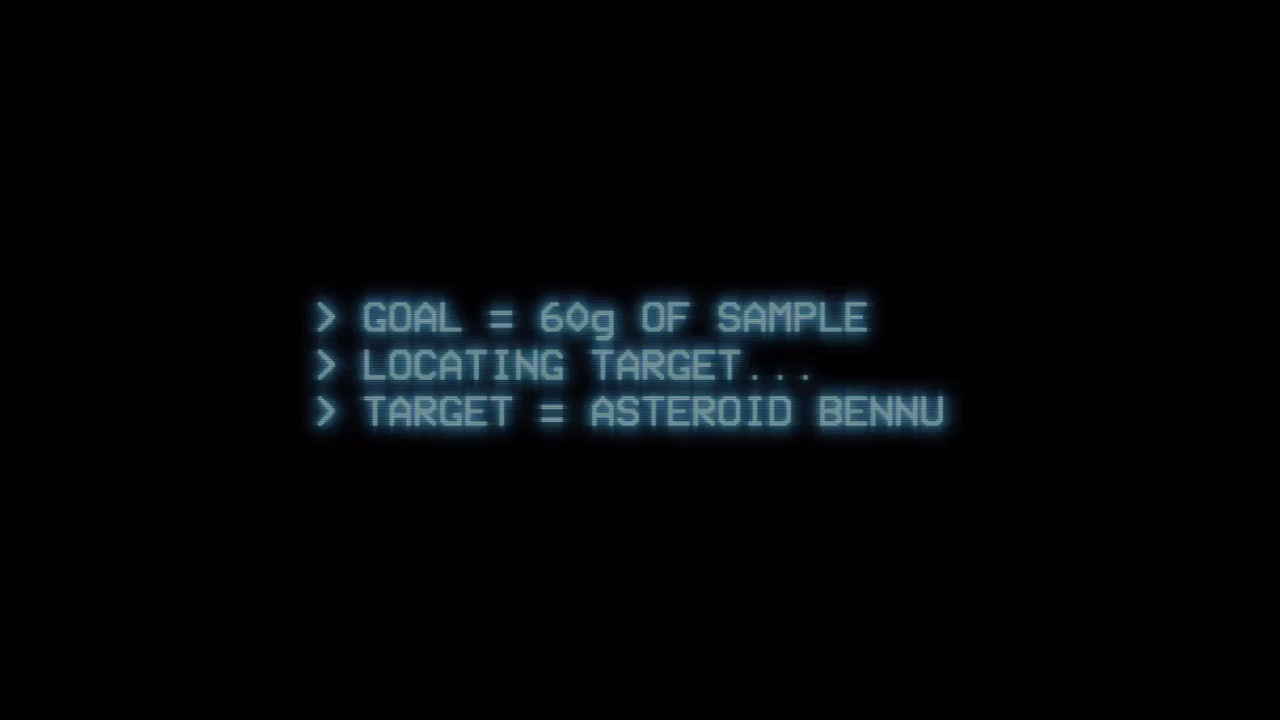 > GOAL = 60g OF SAMPLE
> LOCATING TARGET...
> TARGET = ASTEROID BENNU